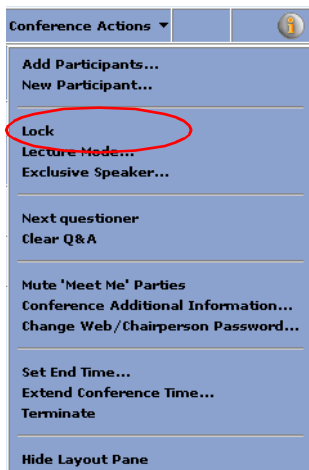 Conference Actions
Add Participants...
New Participant...
Lock
Lecture Mode...
Exclusive Speaker...
Next questioner
Clear Q&A
Mute 'Meet Me' Parties
Conference Additional Information...
Change Web/Chairperson Password...
Set End Time...
Extend Conference Time...
Terminate
Hide Layout Pane